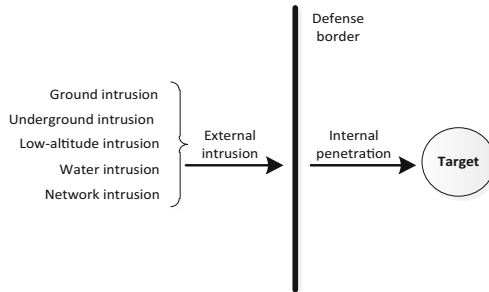 Defense
border
Ground intrusion
Underground intrusion
Low-altitude intrusion
Water intrusion
Network intrusion
External
intrusion
Internal
penetration
Target